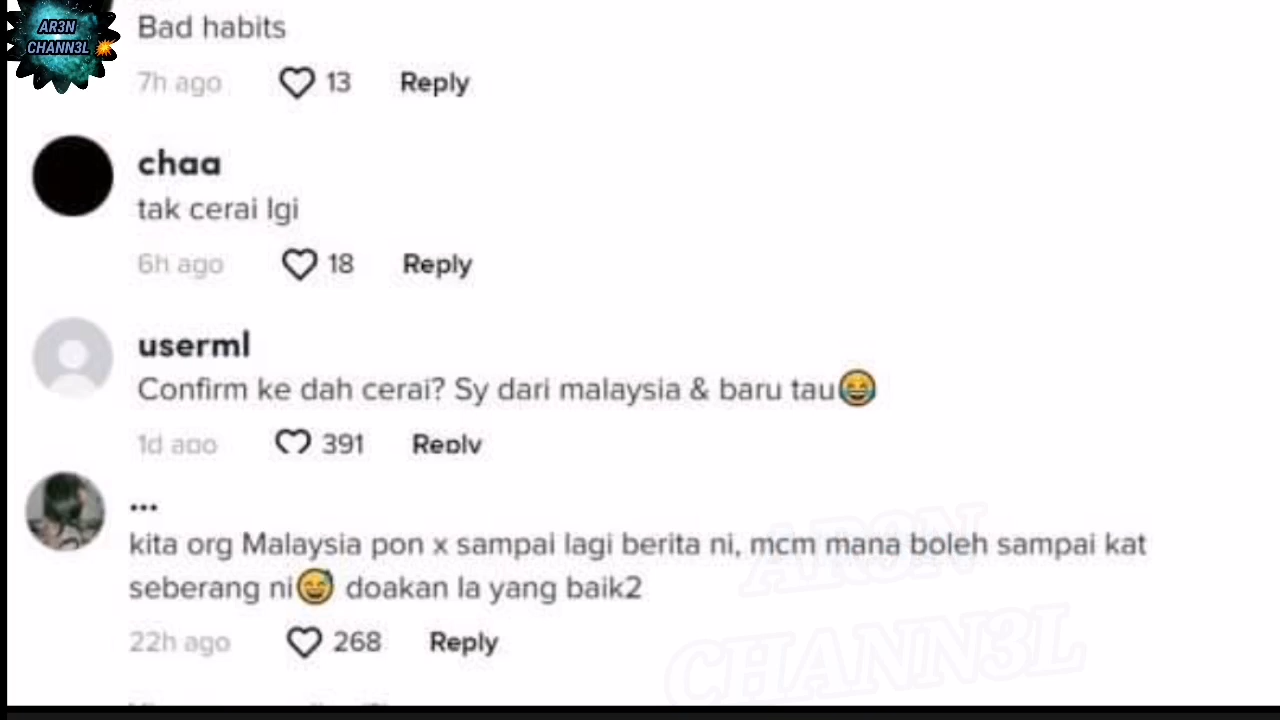 AR3N
CHANN3L
Bad habits
7h ago 13 Reply
chaa
tak cerai lgi
6h ago 18 Reply
userml
Confirm ke dah cerai? Sy dari malaysia & baru tau😂
1d ago 391 Reply
...
kita org Malaysia pon x sampai lagi berita ni, mcm mana boleh sampai kat
seberang ni😅 doakan la yang baik2
22h ago 268 Reply
AR3N
CHANN3L